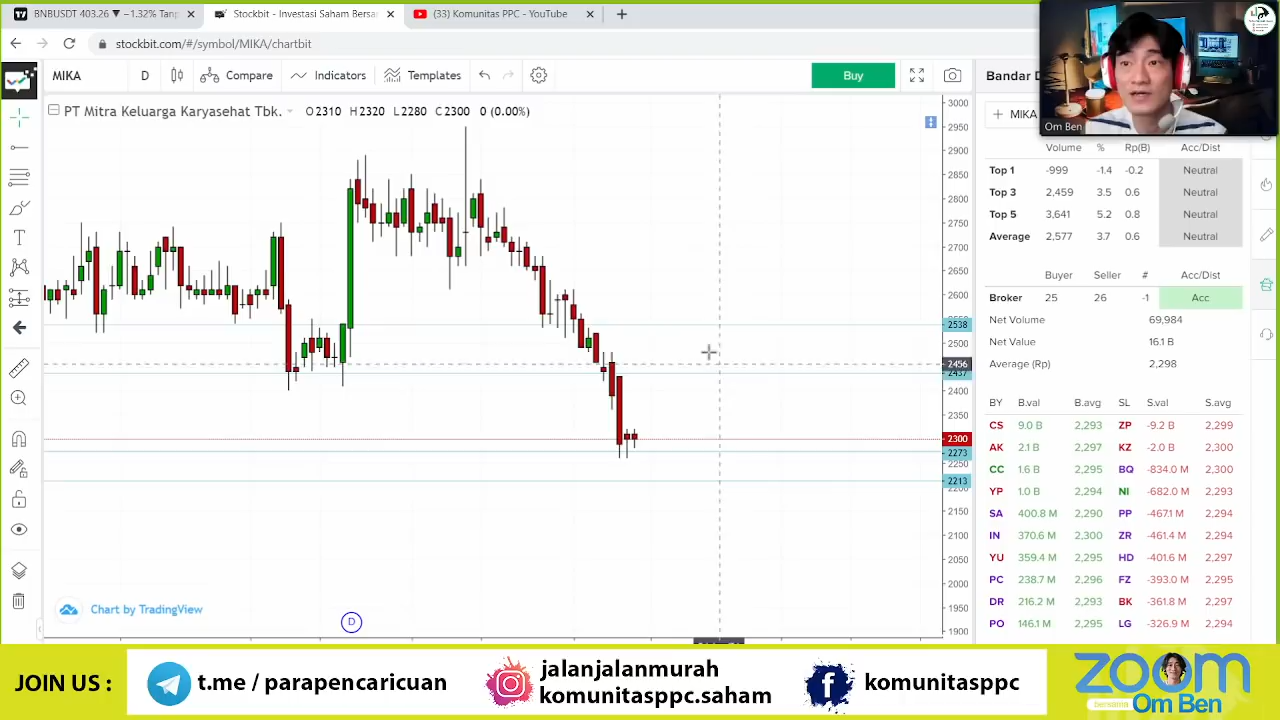 BNBUSDT 403.26 ▼ −1.32% Tanp
Stockbit - Investasi Saham Bersar
(33) Komunitas PPC - YouTube
stockbit.com/#/symbol/MIKA/chartbit
MIKA D Compare Indicators Templates Buy
Bandar D
Om Ben
PT Mitra Keluarga Karyasehat Tbk. O2310 H2320 L2280 C2300 0 (0.00%)
3000
2950
2900
2850
2800
2750
2700
2650
2600
2538
2500
2456
2437
2400
2350
2300
2273
2250
2213
2150
2100
2050
2000
1950
1900
+ MIKA
Volume % Rp(B) Acc/Dist
Top 1 -999 -1.4 -0.2 Neutral
Top 3 2,459 3.5 0.6 Neutral
Top 5 3,641 5.2 0.8 Neutral
Average 2,577 3.7 0.6 Neutral
Buyer Seller # Acc/Dist
Broker 25 26 -1 Acc
Net Volume 69,984
Net Value 16.1 B
Average (Rp) 2,298
BY B.val B.avg SL S.val S.avg
CS 9.0 B 2,293 ZP -9.2 B 2,299
AK 2.1 B 2,297 KZ -2.0 B 2,300
CC 1.6 B 2,295 BQ -834.0 M 2,300
YP 1.0 B 2,294 NI -682.0 M 2,293
SA 400.8 M 2,290 PP -467.1 M 2,294
IN 370.6 M 2,300 ZR -461.4 M 2,294
YU 359.4 M 2,295 HD -401.6 M 2,297
PC 238.7 M 2,296 FZ -393.0 M 2,295
DR 216.2 M 2,293 BK -361.8 M 2,297
PO 146.1 M 2,295 LG -326.9 M 2,294
Chart by TradingView
D
JOIN US :
t.me / parapencaricuan
jalanjalanmurah
komunitasppc.saham
komunitasppc
zoom
bersama
Om Ben